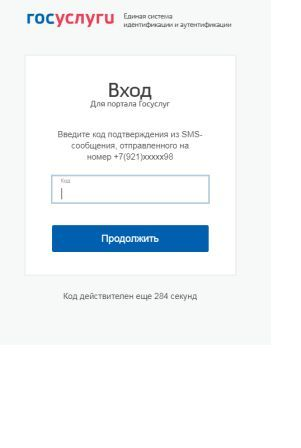 госуслуги
Единая система
идентификации и аутентификации
Вход
Для портала Госуслуг
Введите код подтверждения из SMS-
сообщения, отправленного на
номер +7(921)xxxxx98
Код
Продолжить
Код действителен еще 284 секунд